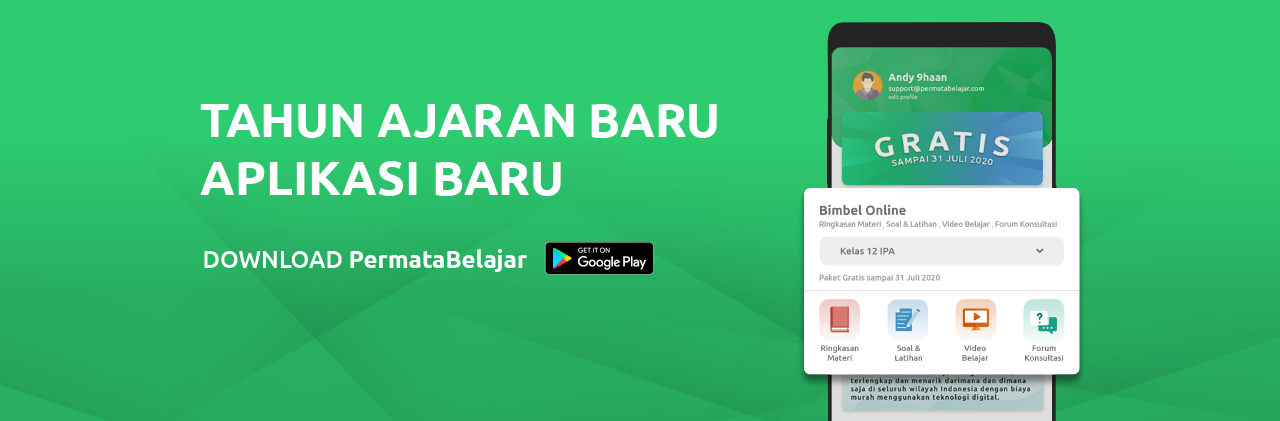 TAHUN AJARAN BARU
APLIKASI BARU
DOWNLOAD PermataBelajar
GET IT ON
Google Play
Andy 9haan
support@permatabelajar.com
edit profile
GRATIS
SAMPAI 31 JULI 2020
Bimbel Online
Ringkasan Materi , Soal & Latihan , Video Belajar , Forum Konsultasi
Kelas 12 IPA
Paket Gratis sampai 31 Juli 2020
Ringkasan
Materi
Soal &
Latihan
Video
Belajar
Forum
Konsultasi
terlengkap dan menarik darimana dan dimana
saja di seluruh wilayah Indonesia dengan biaya
murah menggunakan teknologi digital.